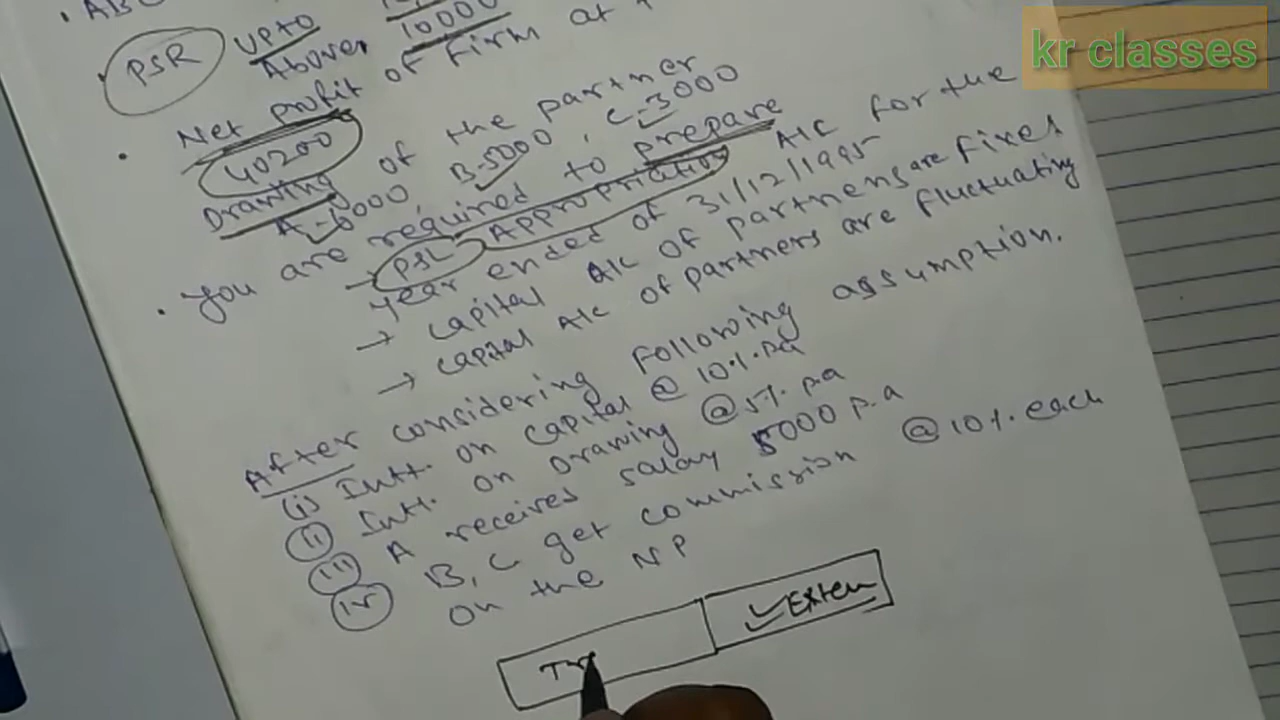 kr classes
PSR upto
Above 10000
Net profit of Firm at
40200
Drawing of the partner
A-6000 B-5000, C-3000
You are required to prepare
→ P&L Appropriation A/C for the
year ended of 31/12/1995
→ capital A/C of partners are fixed
→ capital A/C of partners are fluctuating
After considering following assumption.
(i) Intt. on capital @ 10%.pa
(ii) Intt. on Drawing @5%.p.a
(iii) A receives salary 5000 p.a
(iv) B, C get commission @10%. each
on the NP
Exter